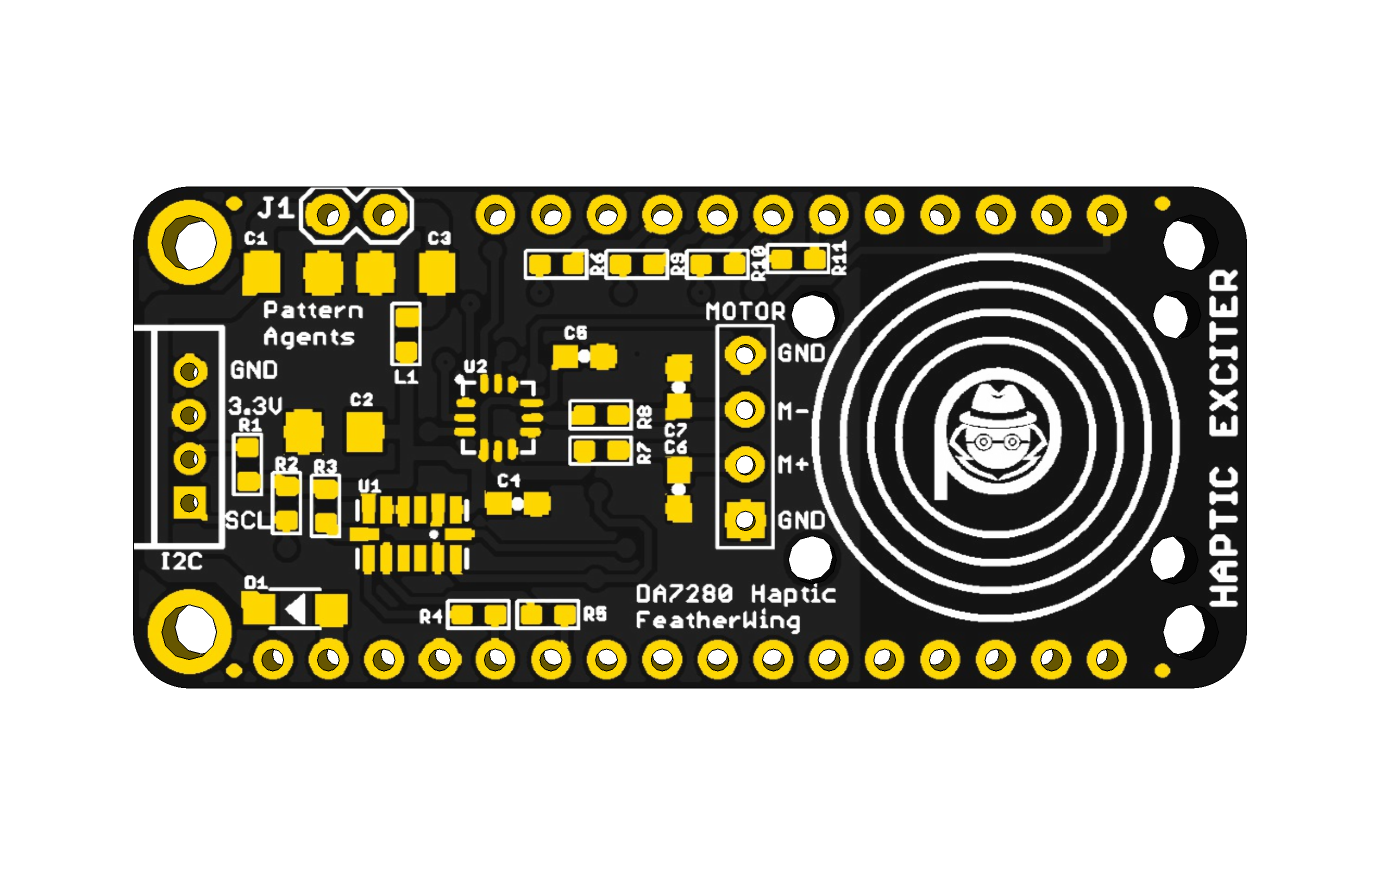 J1
C1
C3
R6
R9
R10
R11
Pattern
Agents
MOTOR
L1
C5
U2
GND
GND
3.3V
R1
C2
M-
R8
R7
C7
C6
M+
R2
R3
U1
C4
SCL
GND
I2C
D1
R4
R5
DA7280 Haptic
FeatherWing
HAPTIC EXCITER